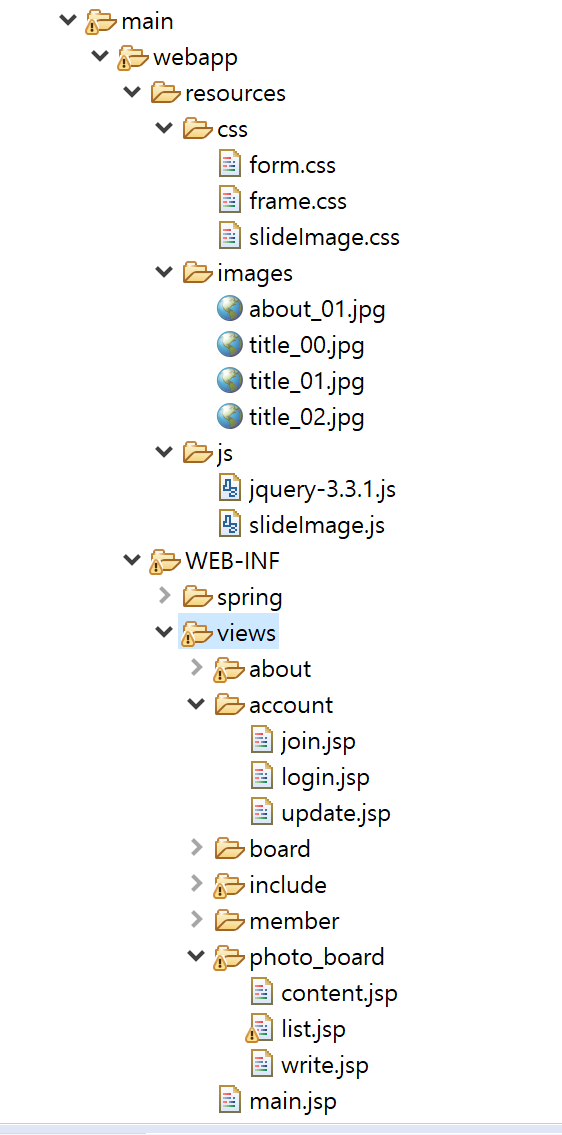 main
webapp
resources
css
form.css
frame.css
slideImage.css
images
about_01.jpg
title_00.jpg
title_01.jpg
title_02.jpg
js
jquery-3.3.1.js
slideImage.js
WEB-INF
spring
views
about
account
join.jsp
login.jsp
update.jsp
board
include
member
photo_board
content.jsp
list.jsp
write.jsp
main.jsp